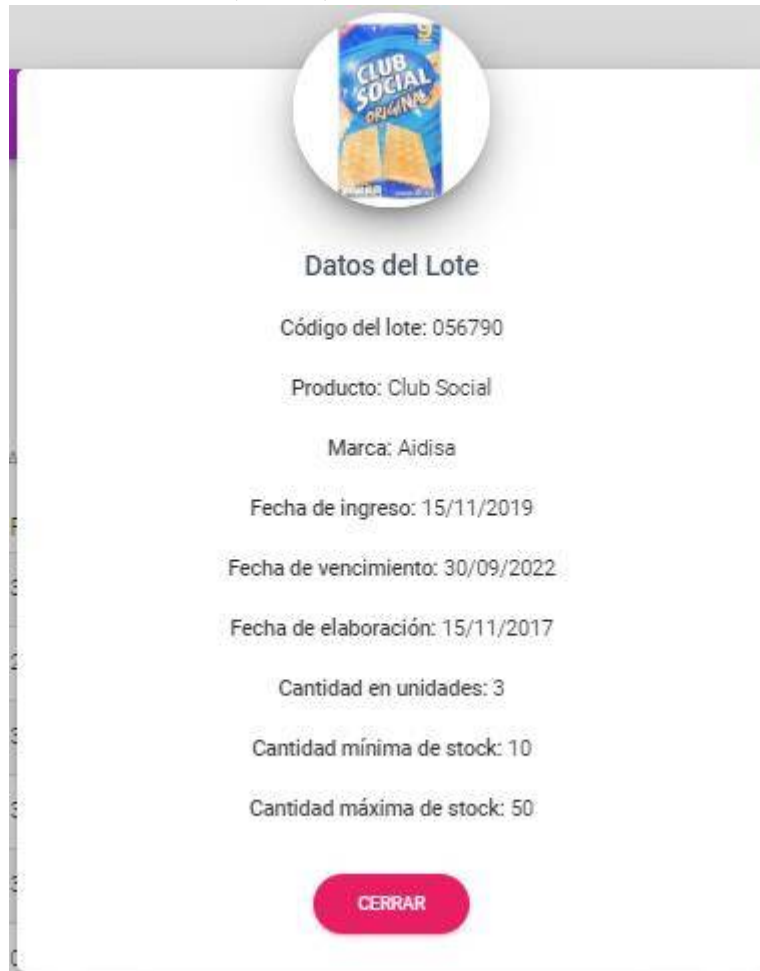 9
CLUB
SOCIAL
ORIGINAL
Datos del Lote
Código del lote: 056790
Producto: Club Social
Marca: Aidisa
Fecha de ingreso: 15/11/2019
Fecha de vencimiento: 30/09/2022
Fecha de elaboración: 15/11/2017
Cantidad en unidades: 3
Cantidad mínima de stock: 10
Cantidad máxima de stock: 50
CERRAR